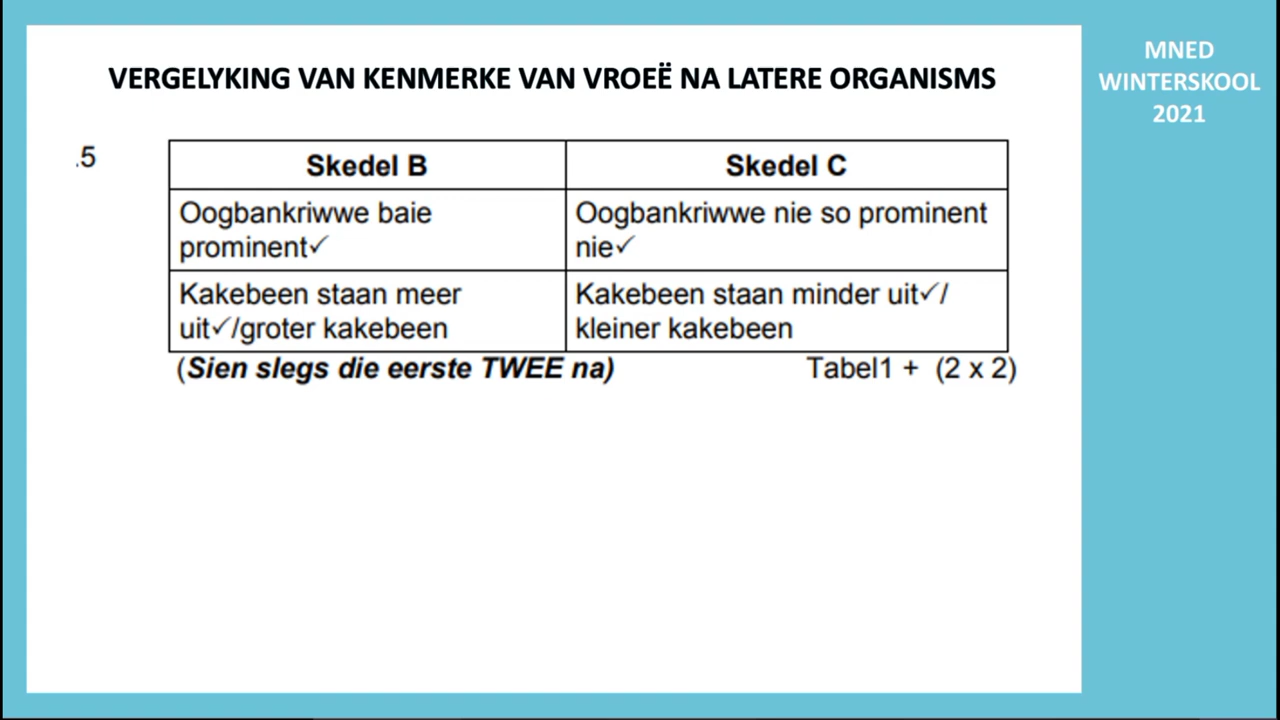 VERGELYKING VAN KENMERKE VAN VROEË NA LATERE ORGANISMS
MNED
WINTERSKOOL
2021
.5
Skedel B
Skedel C
Oogbankriwwe baie
prominent✓
Oogbankriwwe nie so prominent
nie✓
Kakebeen staan meer
uit✓/groter kakebeen
Kakebeen staan minder uit✓/
kleiner kakebeen
(Sien slegs die eerste TWEE na)
Tabel1 + (2 x 2)